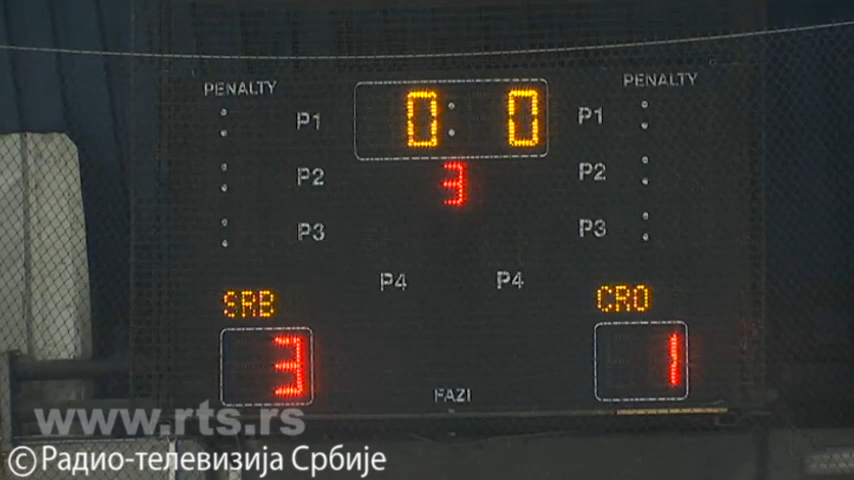 PENALTY PENALTY
P1 0:0 P1
P2 3 P2
P3 P3
P4 P4
SRB CRO
3 1
FAZI
www.rts.rs
©Радио-телевизија Србије